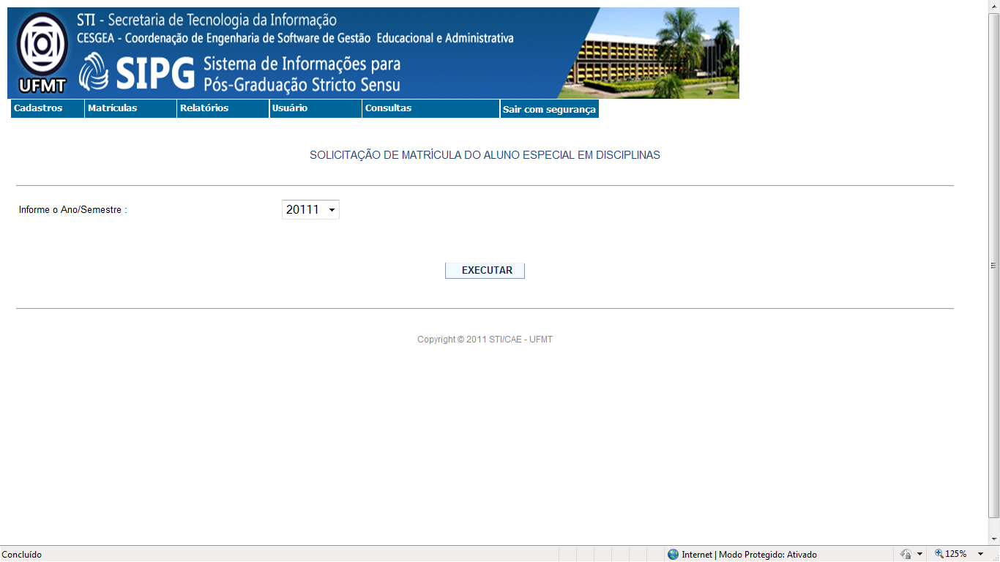 STI - Secretaria de Tecnologia da Informação
CESGEA - Coordenação de Engenharia de Software de Gestão Educacional e Administrativa
UFMT
SIPG
Sistema de Informações para
Pós-Graduação Stricto Sensu
Cadastros Matrículas Relatórios Usuário Consultas Sair com segurança
SOLICITAÇÃO DE MATRÍCULA DO ALUNO ESPECIAL EM DISCIPLINAS
Informe o Ano/Semestre : 20111
EXECUTAR
Copyright © 2011 STI/CAE - UFMT
Concluído Internet | Modo Protegido: Ativado 125%